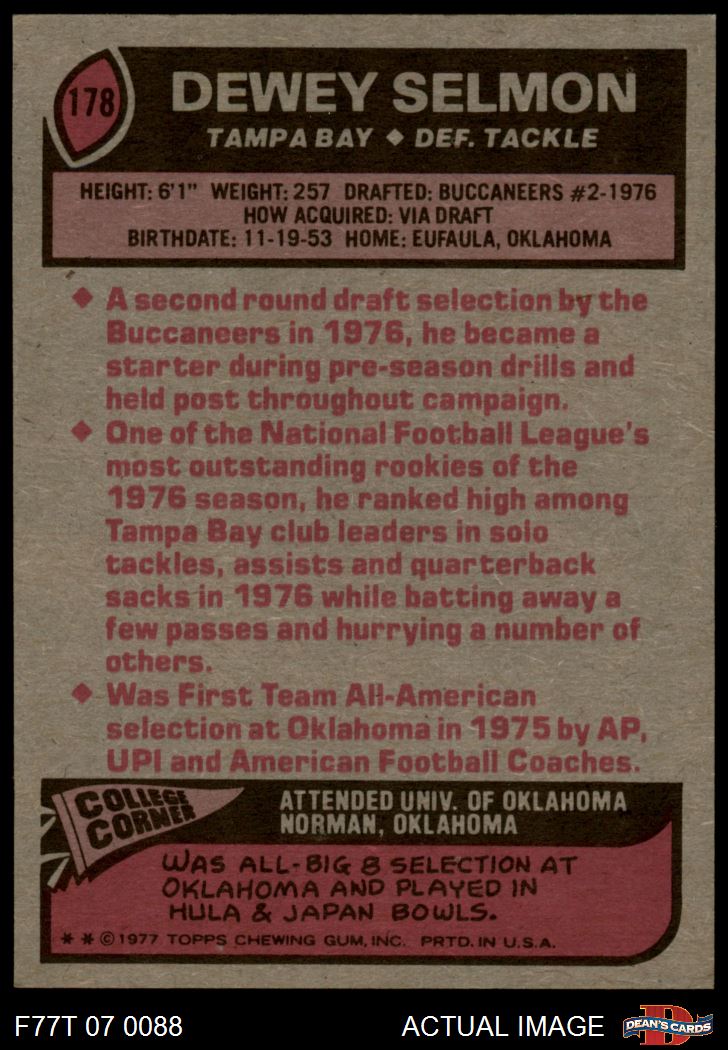 178
DEWEY SELMON
TAMPA BAY ◆ DEF. TACKLE
HEIGHT: 6'1" WEIGHT: 257 DRAFTED: BUCCANEERS #2-1976
HOW ACQUIRED: VIA DRAFT
BIRTHDATE: 11-19-53 HOME: EUFAULA, OKLAHOMA
◆ A second round draft selection by the
Buccaneers in 1976, he became a
starter during pre-season drills and
held post throughout campaign.
◆ One of the National Football League's
most outstanding rookies of the
1976 season, he ranked high among
Tampa Bay club leaders in solo
tackles, assists and quarterback
sacks in 1976 while batting away a
few passes and hurrying a number of
others.
◆ Was First Team All-American
selection at Oklahoma in 1975 by AP,
UPI and American Football Coaches.
COLLEGE
CORNER
ATTENDED UNIV. OF OKLAHOMA
NORMAN, OKLAHOMA
WAS ALL-BIG 8 SELECTION AT
OKLAHOMA AND PLAYED IN
HULA & JAPAN BOWLS.
* * © 1977 TOPPS CHEWING GUM, INC. PRTD. IN U.S.A.
F77T 07 0088
ACTUAL IMAGE
D
DEAN'S CARDS